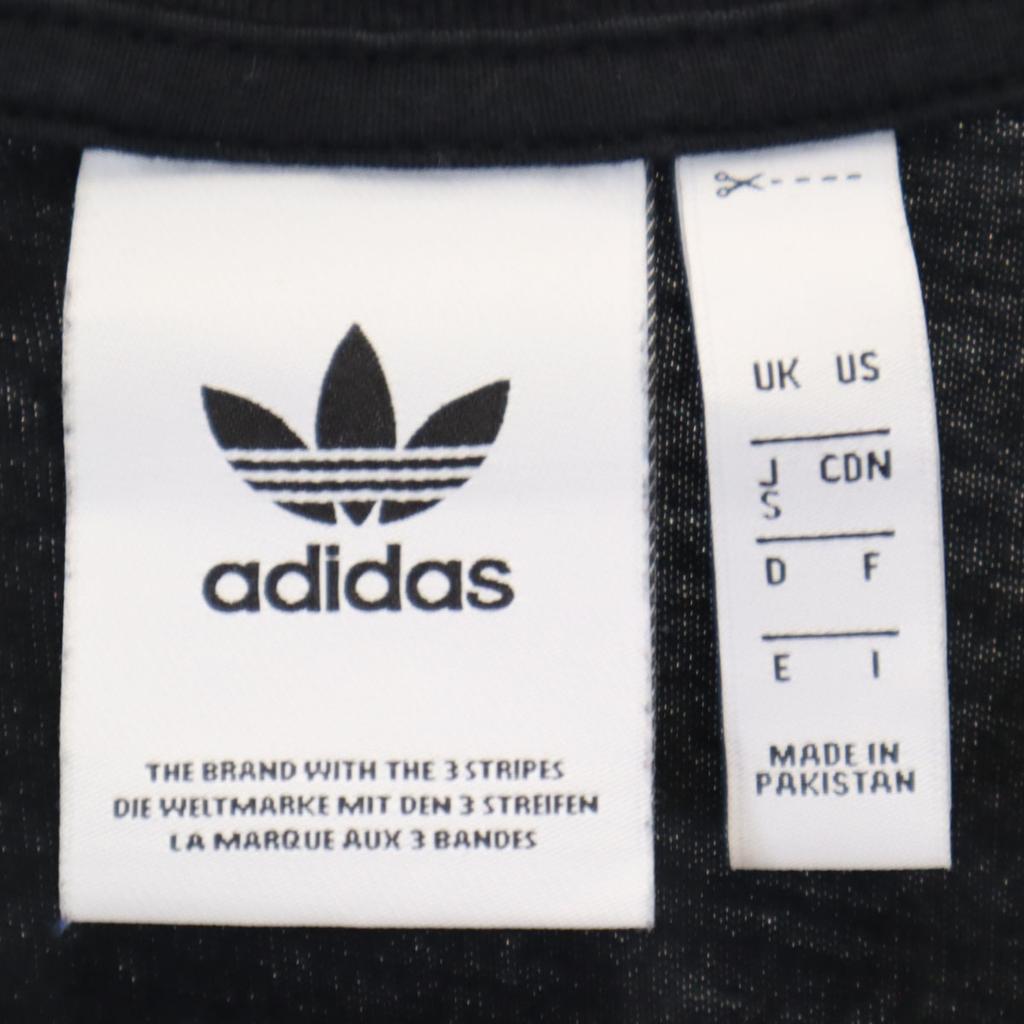 adidas
THE BRAND WITH THE 3 STRIPES
DIE WELTMARKE MIT DEN 3 STREIFEN
LA MARQUE AUX 3 BANDES
UK US
J CDN
S
D F
E I
MADE IN
PAKISTAN